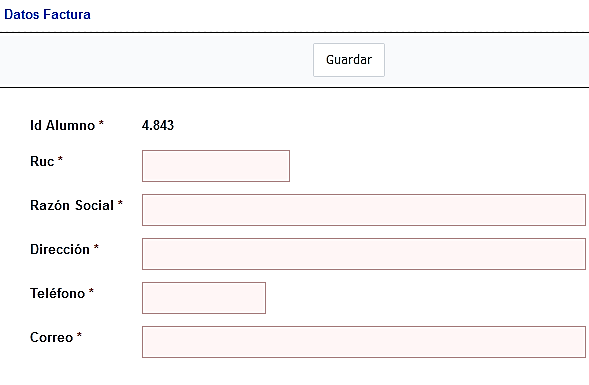 Datos Factura
Guardar
Id Alumno * 4.843
Ruc *
Razón Social *
Dirección *
Teléfono *
Correo *